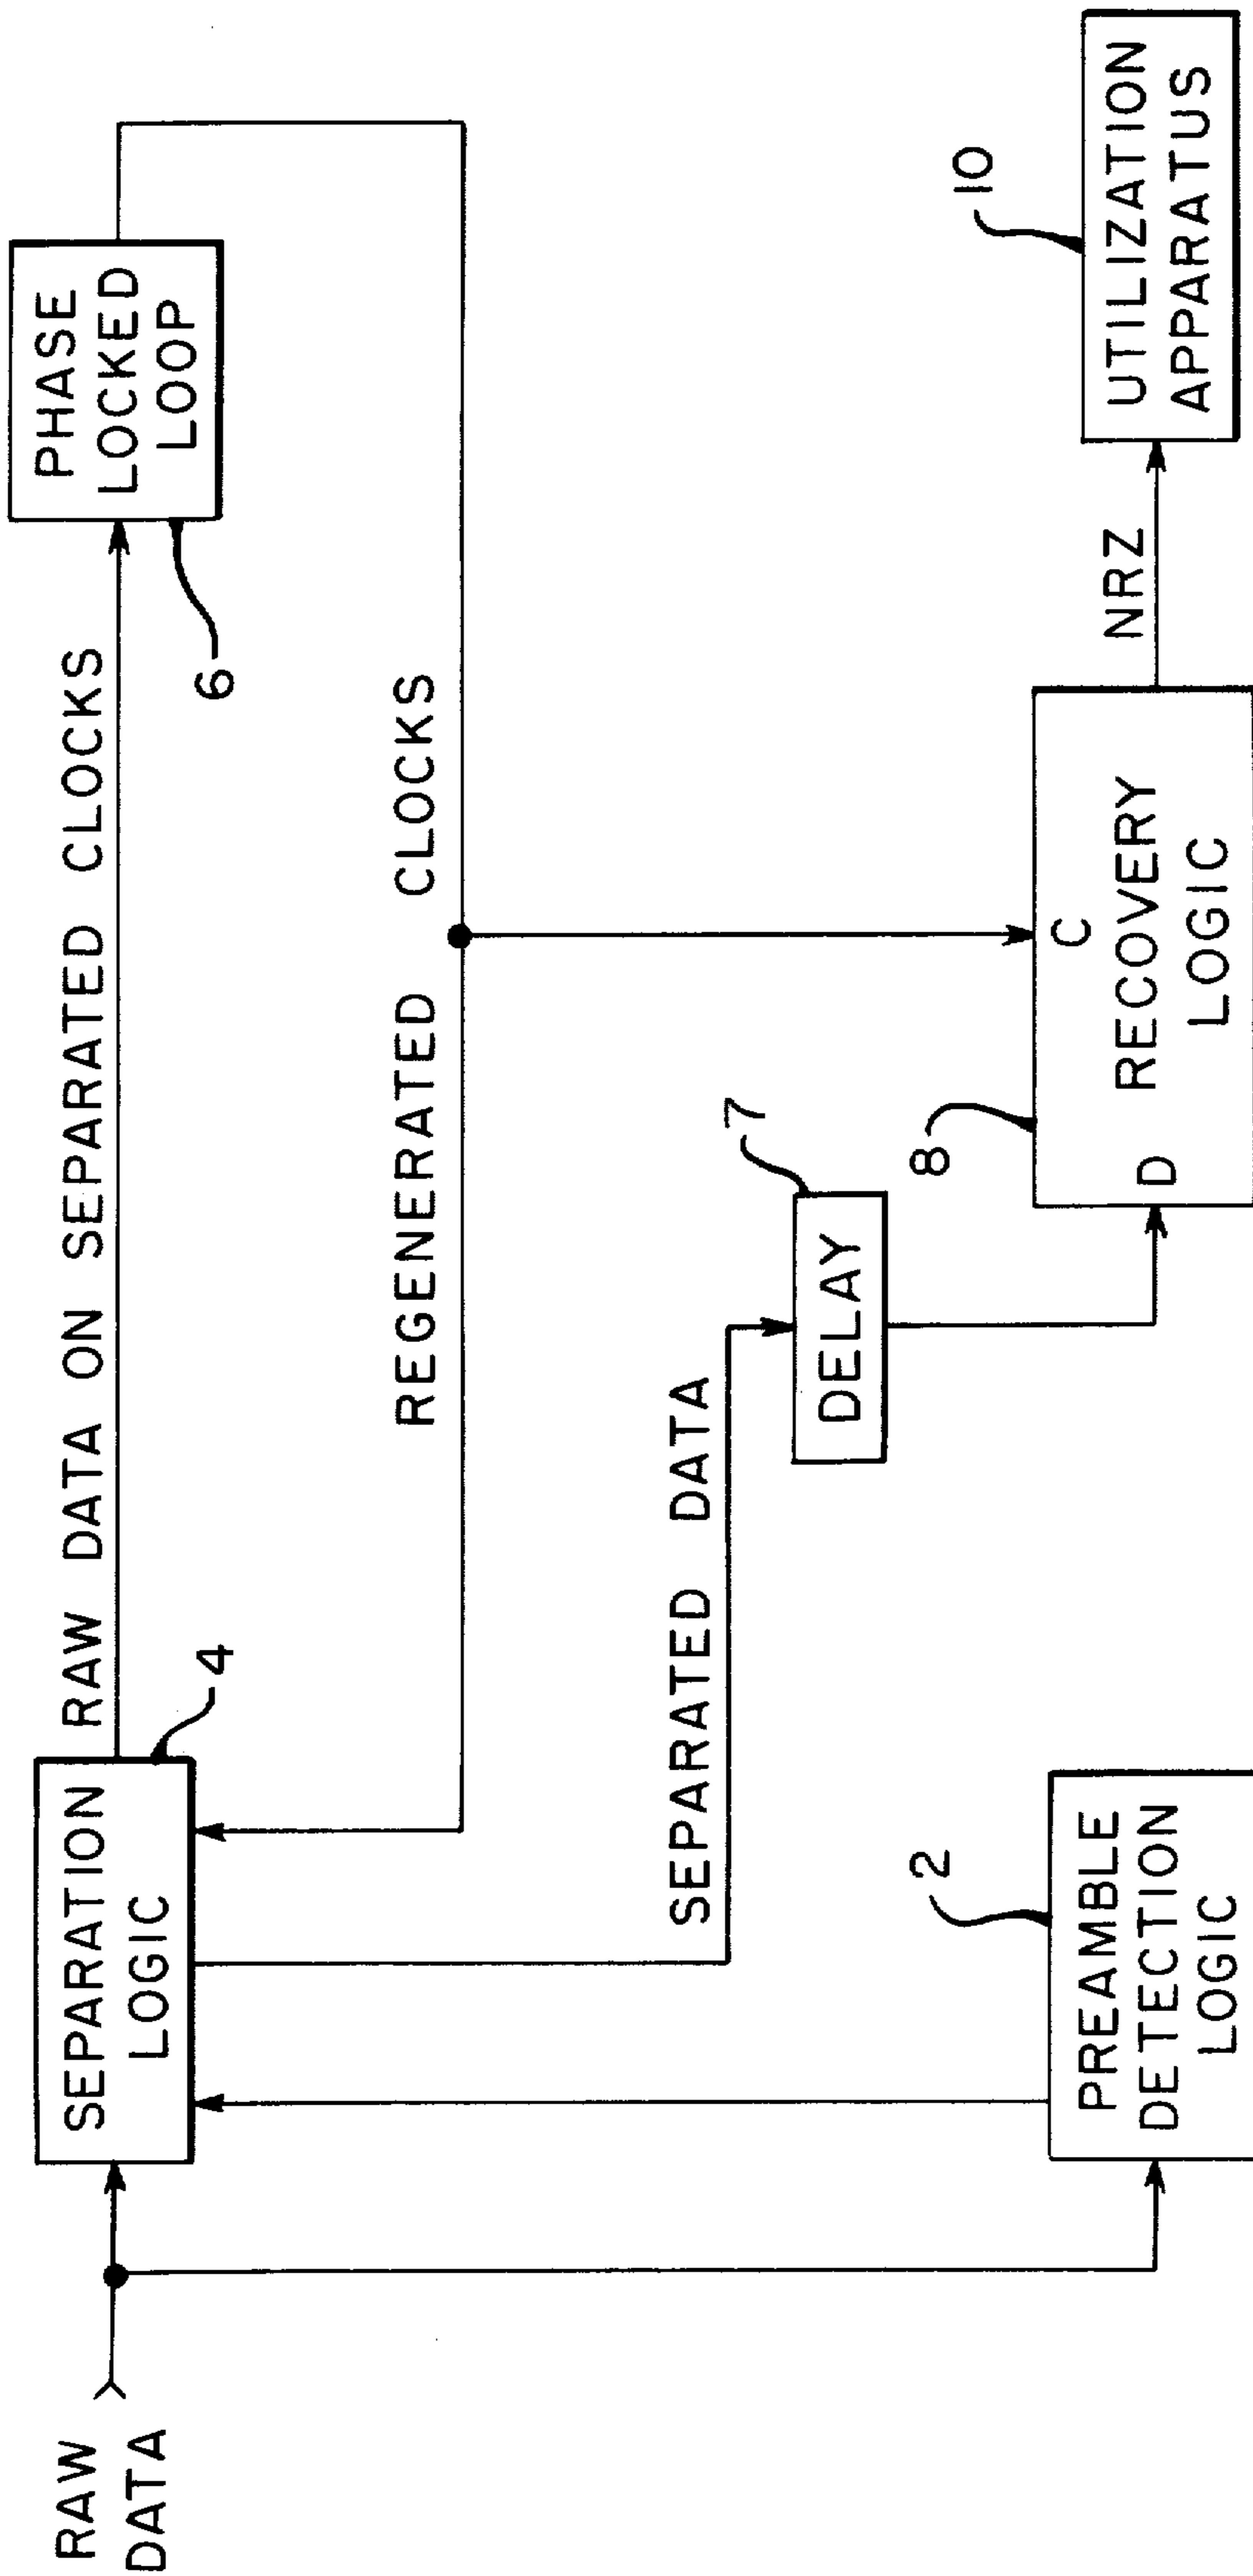 RAW
DATA
SEPARATION
LOGIC
4
RAW DATA ON SEPARATED CLOCKS
PHASE
LOCKED
LOOP
6
REGENERATED CLOCKS
SEPARATED DATA
DELAY
7
PREAMBLE
DETECTION
LOGIC
2
D
C
RECOVERY
LOGIC
8
NRZ
UTILIZATION
APPARATUS
10